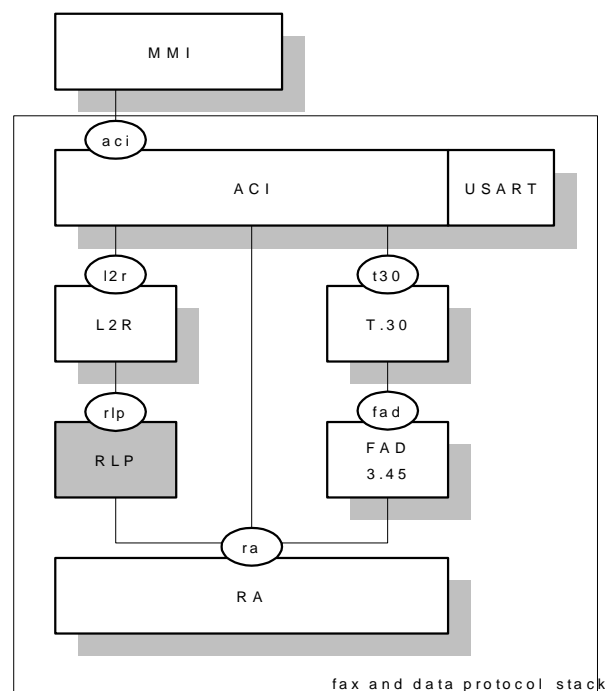 MMI
aci
ACI
USART
l2r
t30
L2R
T.30
rlp
fad
RLP
FAD
3.45
ra
RA
fax and data protocol stack